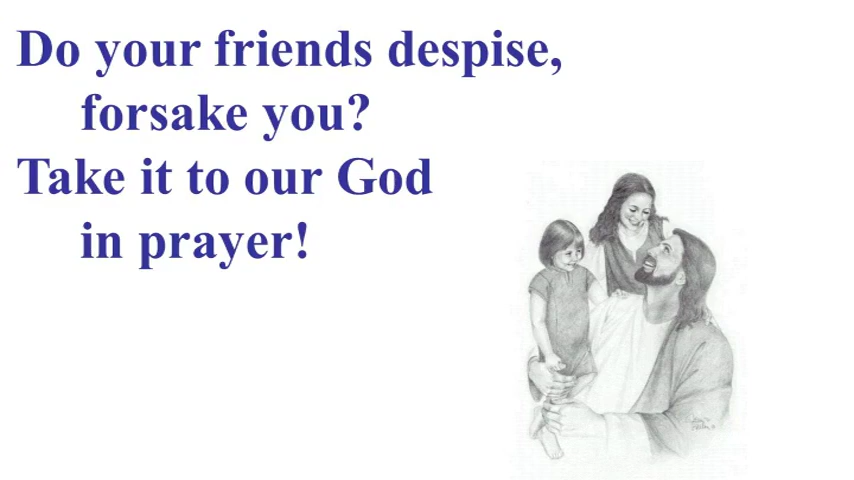 Do your friends despise,
forsake you?
Take it to our God
in prayer!